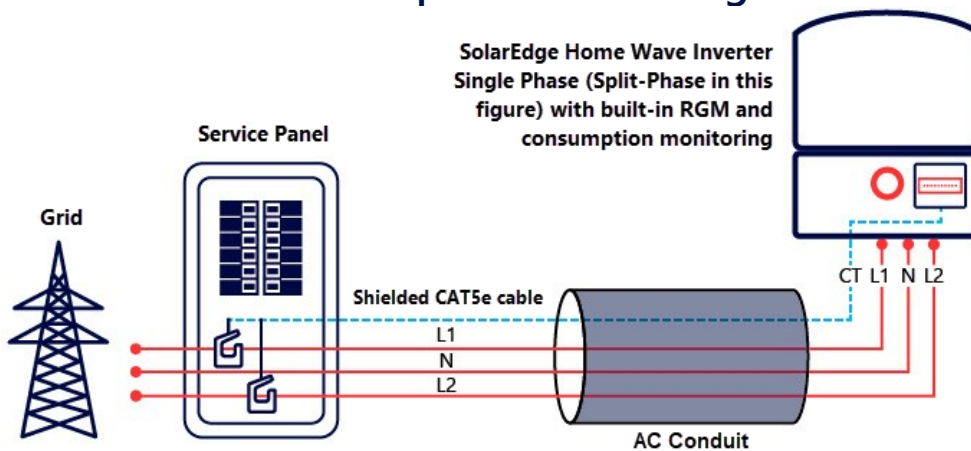 SolarEdge Home Wave Inverter
Single Phase (Split-Phase in this
figure) with built-in RGM and
consumption monitoring
Service Panel
Grid
CT L1 N L2
Shielded CAT5e cable
L1
N
L2
AC Conduit